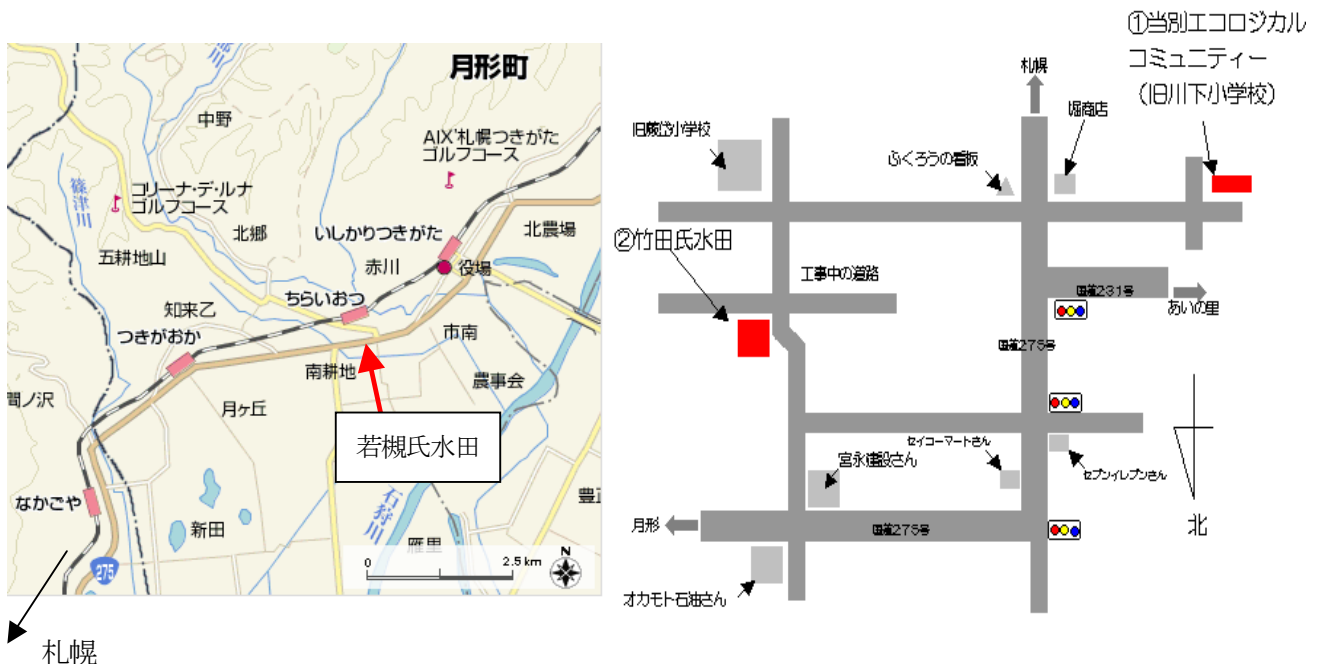 月形町
中野
AIX'札幌つきがた
ゴルフコース
篠津川
コリーナ・デ・ルナ
ゴルフコース
北郷
いしかりつきがた
北農場
五耕地山
赤川
役場
ちらいおつ
知来乙
つきがおか
市南
南耕地
農事会
間ノ沢
月ヶ丘
若槻氏水田
なかごや
新田
石狩川
豊正
雁里
275
0
2.5 km
N
札幌
①当別エコロジカル
コミュニティー
(旧川下小学校)
札幌
堀商店
ふくろうの看板
②竹田氏水田
工事中の道路
国道231号
あいの里
国道275号
セイコーマートさん
宮永建設さん
セブンイレブンさん
月形
国道275号
北
オカモト石油さん